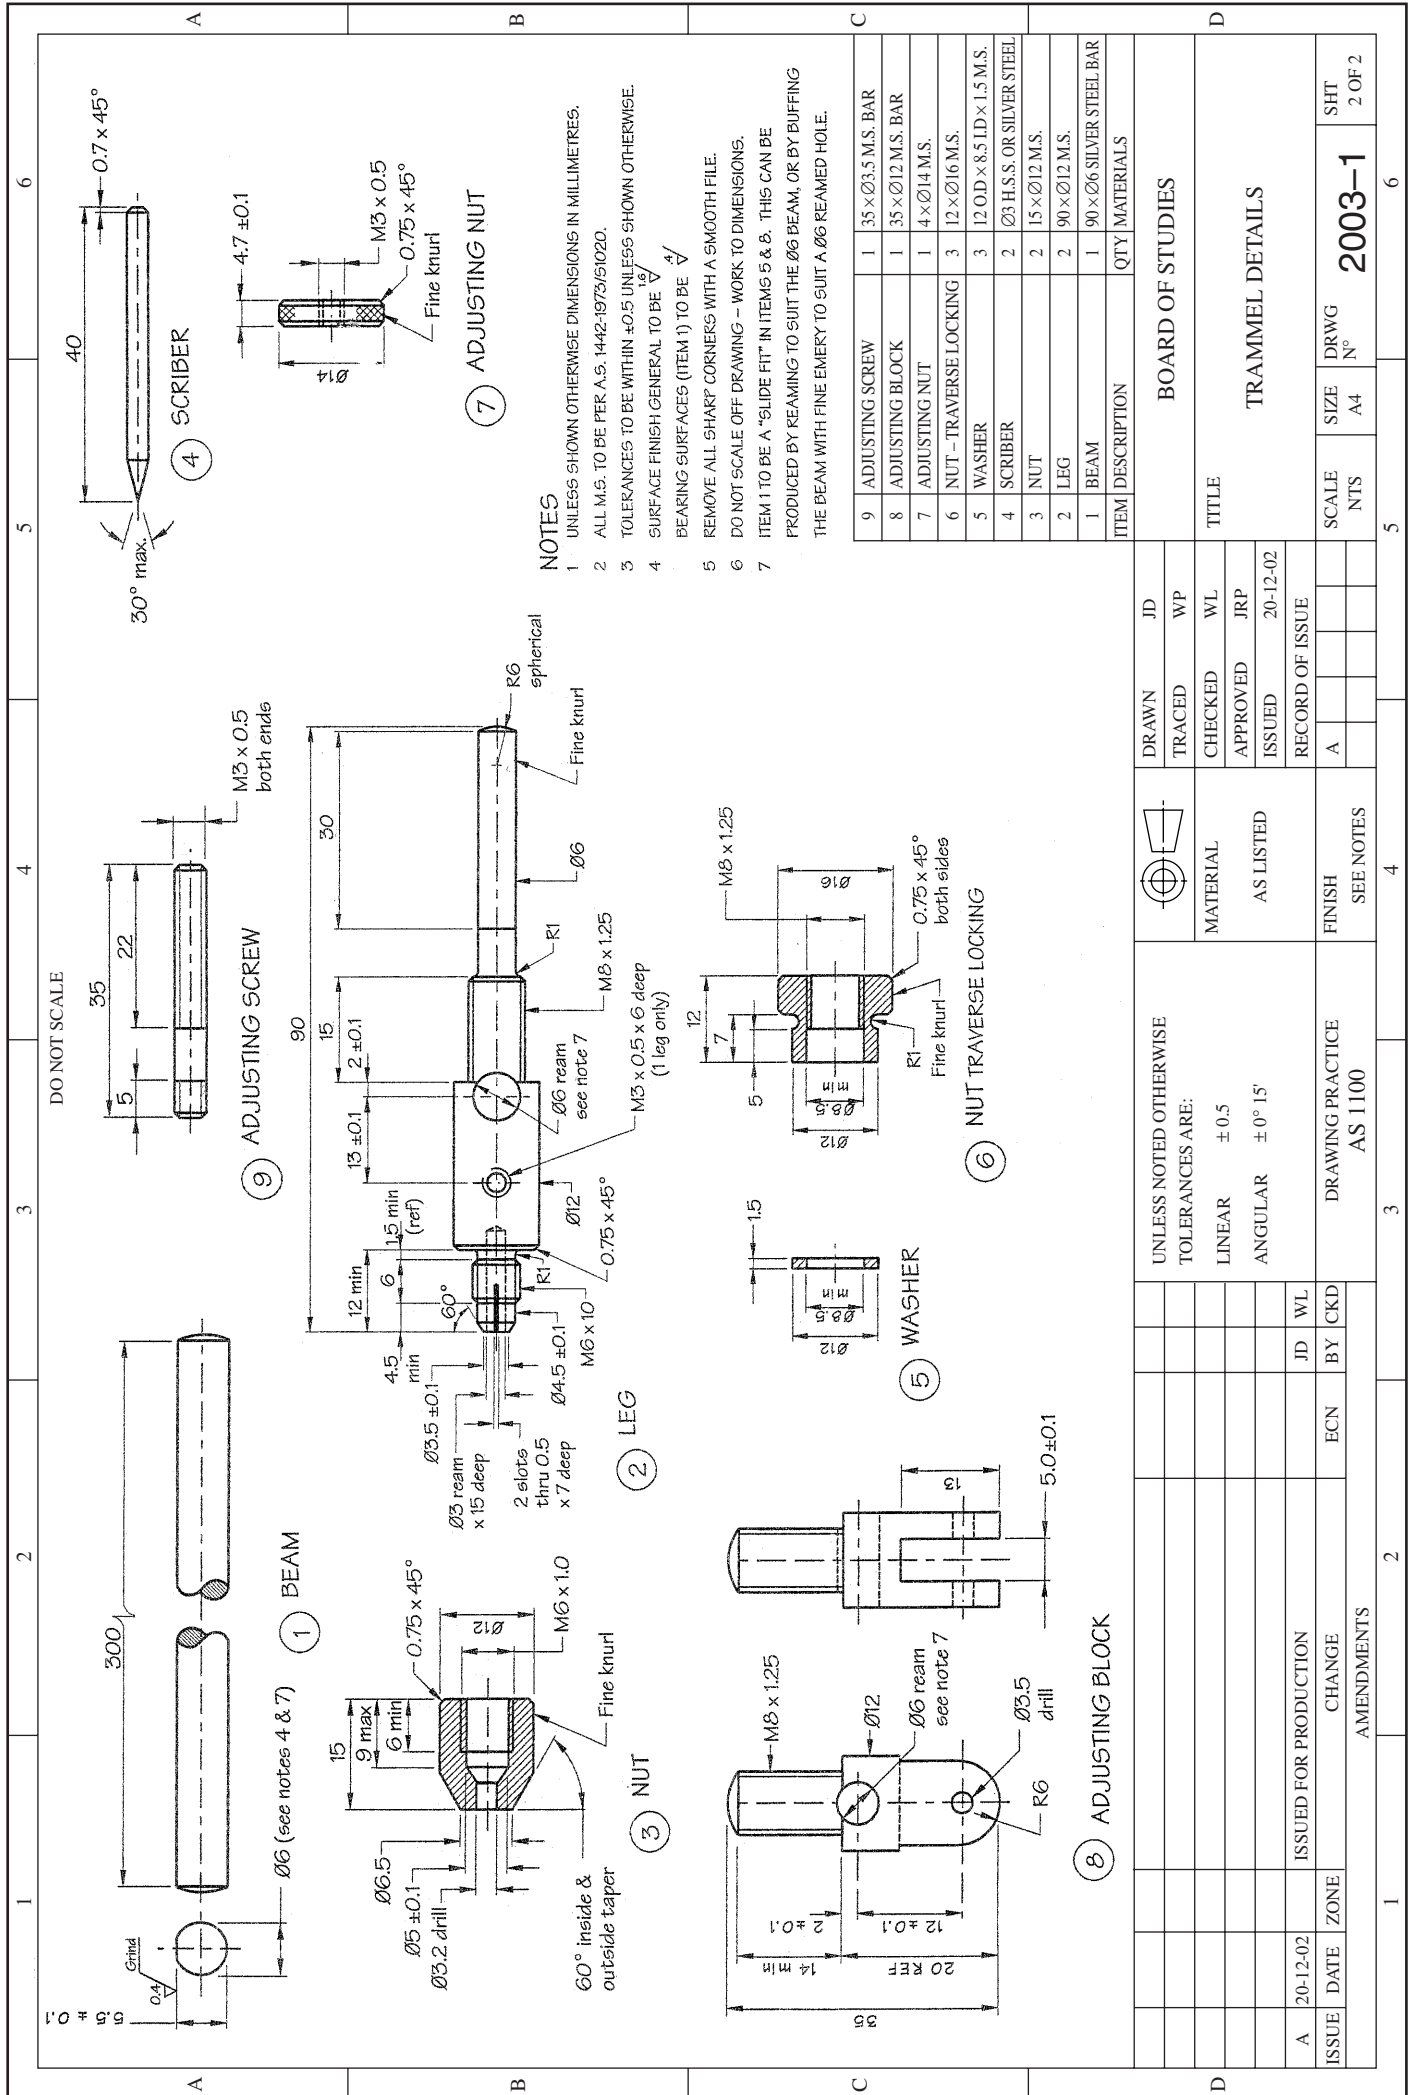 1
2
3
4
5
6
A
B
C
D
DO NOT SCALE
Grind
0.4
5.5 ± 0.1
Ø6 (see notes 4 & 7)
300
1 BEAM
35
5
22
M3 x 0.5
both ends
9 ADJUSTING SCREW
40
0.7 x 45°
30° max.
4 SCRIBER
4.7 ±0.1
Ø14
M3 x 0.5
0.75 x 45°
Fine knurl
7 ADJUSTING NUT
15
9 max
6 min
0.75 x 45°
Ø12
M6 x 1.0
Fine knurl
Ø6.5
Ø5 ±0.1
Ø3.2 drill
60° inside &
outside taper
3 NUT
90
12 min
4.5
min
6
1.5 min
(ref)
13 ±0.1
2 ±0.1
15
30
60°
Ø3.5 ±0.1
Ø3 ream
x 15 deep
2 slots
thru 0.5
x 7 deep
Ø4.5 ±0.1
M6 x 10
R1
0.75 x 45°
Ø12
M3 x 0.5 x 6 deep
(1 leg only)
Ø6 ream
see note 7
M8 x 1.25
R1
Ø6
Fine knurl
R6
spherical
2 LEG
35
14 min
20 REF
2 ±0.1
12 ±0.1
M8 x 1.25
Ø12
Ø6 ream
see note 7
Ø3.5
drill
R6
13
5.0±0.1
8 ADJUSTING BLOCK
1.5
Ø12
Ø8.5
min
5 WASHER
12
7
5
Ø12
Ø8.5
min
M8 x 1.25
Ø16
0.75 x 45°
both sides
R1
Fine knurl
6 NUT TRAVERSE LOCKING
NOTES
1 UNLESS SHOWN OTHERWISE DIMENSIONS IN MILLIMETRES.
2 ALL M.S. TO BE PER A.S. 1442-1973/S1020.
3 TOLERANCES TO BE WITHIN ±0.5 UNLESS SHOWN OTHERWISE.
4 SURFACE FINISH GENERAL TO BE 1.6
BEARING SURFACES (ITEM 1) TO BE .4
5 REMOVE ALL SHARP CORNERS WITH A SMOOTH FILE.
6 DO NOT SCALE OFF DRAWING – WORK TO DIMENSIONS.
7 ITEM 1 TO BE A "SLIDE FIT" IN ITEMS 5 & 8. THIS CAN BE
PRODUCED BY REAMING TO SUIT THE Ø6 BEAM, OR BY BUFFING
THE BEAM WITH FINE EMERY TO SUIT A Ø6 REAMED HOLE.
9 ADJUSTING SCREW 1 35 × Ø3.5 M.S. BAR
8 ADJUSTING BLOCK 1 35 × Ø12 M.S. BAR
7 ADJUSTING NUT 1 4 × Ø14 M.S.
6 NUT – TRAVERSE LOCKING 3 12 × Ø16 M.S.
5 WASHER 3 12 O.D × 8.5 I.D × 1.5 M.S.
4 SCRIBER 2 Ø3 H.S.S. OR SILVER STEEL
3 NUT 2 15 × Ø12 M.S.
2 LEG 2 90 × Ø12 M.S.
1 BEAM 1 90 × Ø6 SILVER STEEL BAR
ITEM DESCRIPTION QTY MATERIALS
A 20-12-02 ISSUED FOR PRODUCTION JD WL
ISSUE DATE ZONE CHANGE ECN BY CKD
AMENDMENTS
UNLESS NOTED OTHERWISE
TOLERANCES ARE:
LINEAR ± 0.5
ANGULAR ± 0° 15'
DRAWING PRACTICE
AS 1100
MATERIAL
AS LISTED
FINISH
SEE NOTES
DRAWN JD
TRACED WP
CHECKED WL
APPROVED JRP
ISSUED 20-12-02
RECORD OF ISSUE
A
BOARD OF STUDIES
TITLE
TRAMMEL DETAILS
SCALE
NTS
SIZE
A4
DRWG
N°
2003–1
SHT
2 OF 2
1
2
3
4
5
6
A
B
C
D